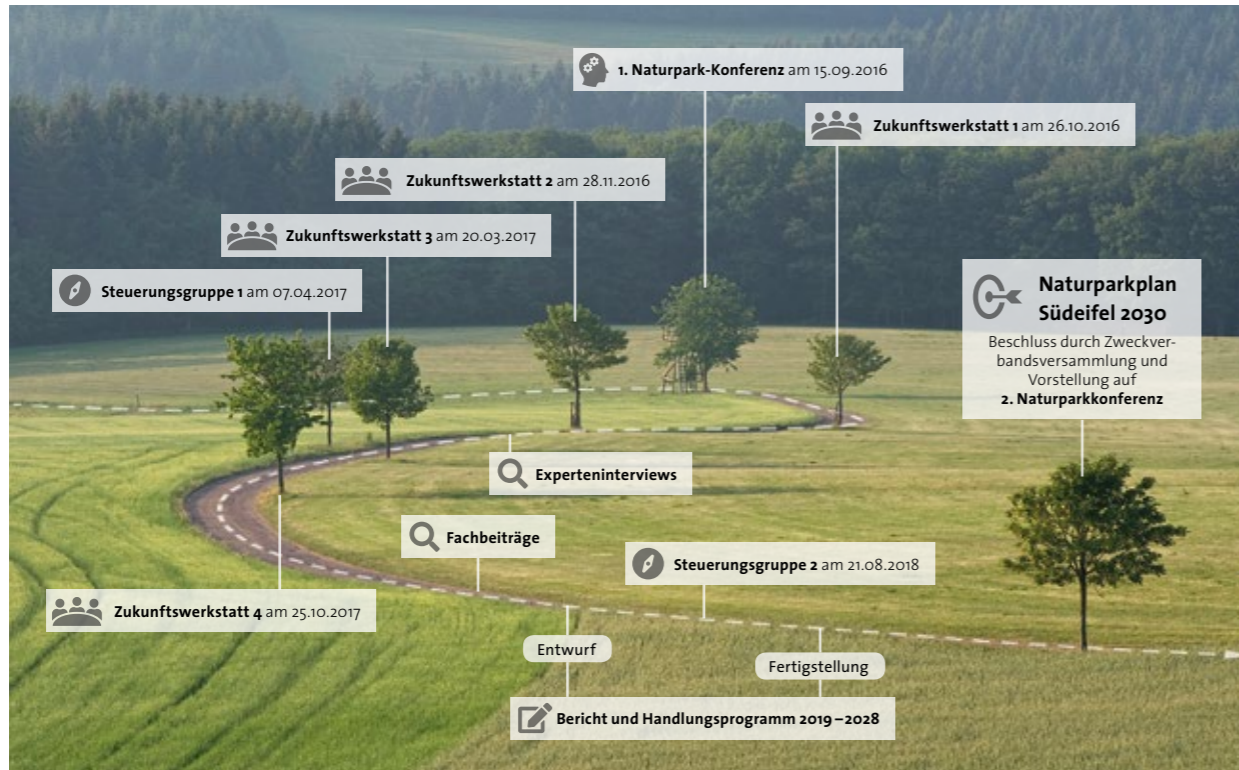 1. Naturpark-Konferenz am 15.09.2016
Zukunftswerkstatt 1 am 26.10.2016
Zukunftswerkstatt 2 am 28.11.2016
Zukunftswerkstatt 3 am 20.03.2017
Steuerungsgruppe 1 am 07.04.2017
Naturparkplan
Südeifel 2030
Beschluss durch Zweckver-
bandsversammlung und
Vorstellung auf
2. Naturparkkonferenz
Experteninterviews
Fachbeiträge
Steuerungsgruppe 2 am 21.08.2018
Zukunftswerkstatt 4 am 25.10.2017
Entwurf
Fertigstellung
Bericht und Handlungsprogramm 2019–2028